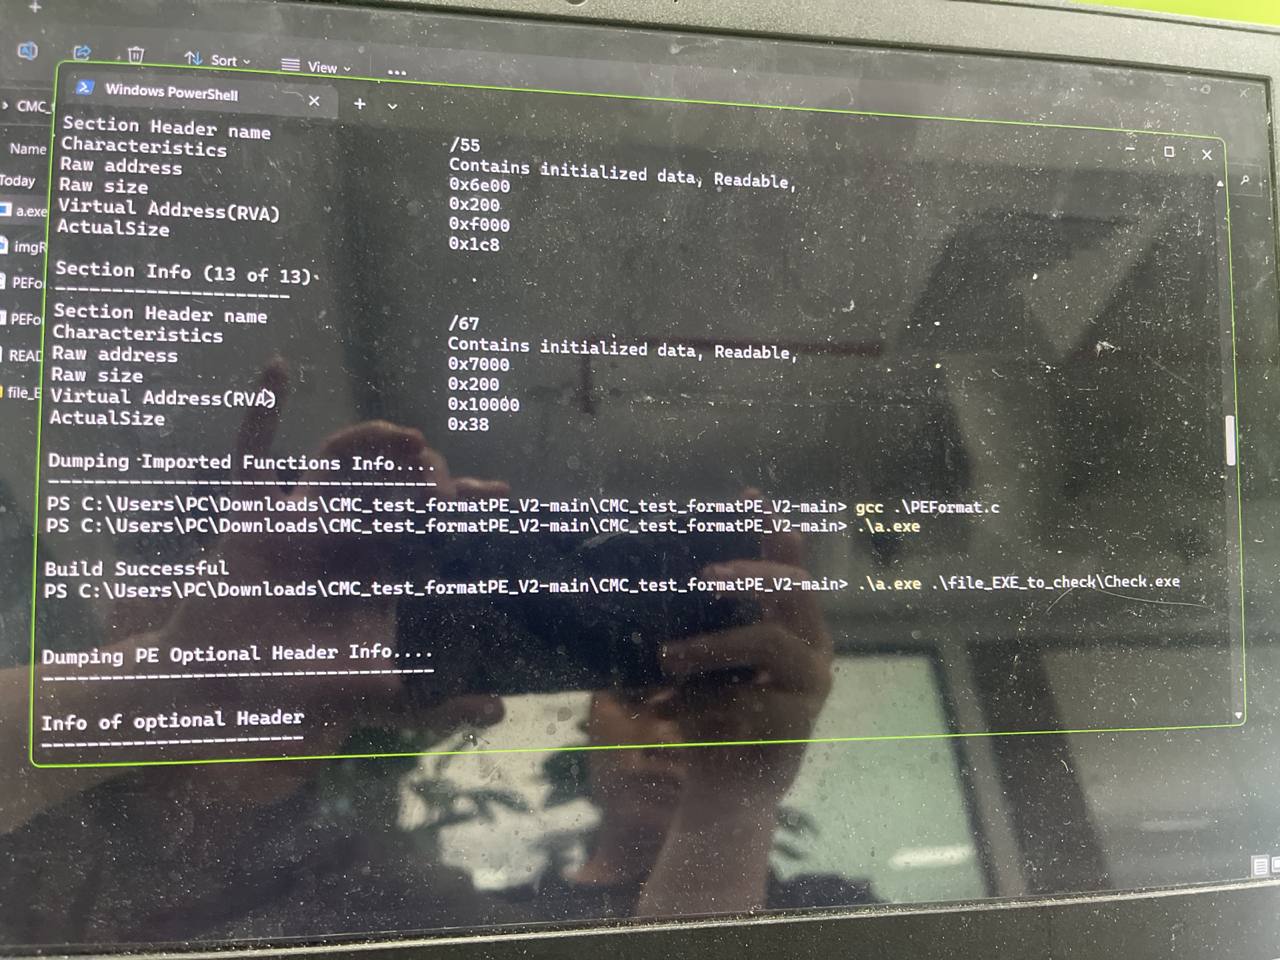 Sort
View
...
CMC_
Windows PowerShell
Name
Today
a.exe
imgR
PEFo
PEFo
READ
file_E
Section Header name /55
Characteristics Contains initialized data, Readable,
Raw address 0x6e00
Raw size 0x200
Virtual Address(RVA) 0xf000
ActualSize 0x1c8
Section Info (13 of 13)
----------------------
Section Header name /67
Characteristics Contains initialized data, Readable,
Raw address 0x7000
Raw size 0x200
Virtual Address(RVA) 0x10000
ActualSize 0x38
Dumping Imported Functions Info....
-----------------------------------
PS C:\Users\PC\Downloads\CMC_test_formatPE_V2-main\CMC_test_formatPE_V2-main> gcc .\PEFormat.c
PS C:\Users\PC\Downloads\CMC_test_formatPE_V2-main\CMC_test_formatPE_V2-main> .\a.exe
Build Successful
PS C:\Users\PC\Downloads\CMC_test_formatPE_V2-main\CMC_test_formatPE_V2-main> .\a.exe .\file_EXE_to_check\Check.exe
Dumping PE Optional Header Info....
-----------------------------------
Info of optional Header
-----------------------